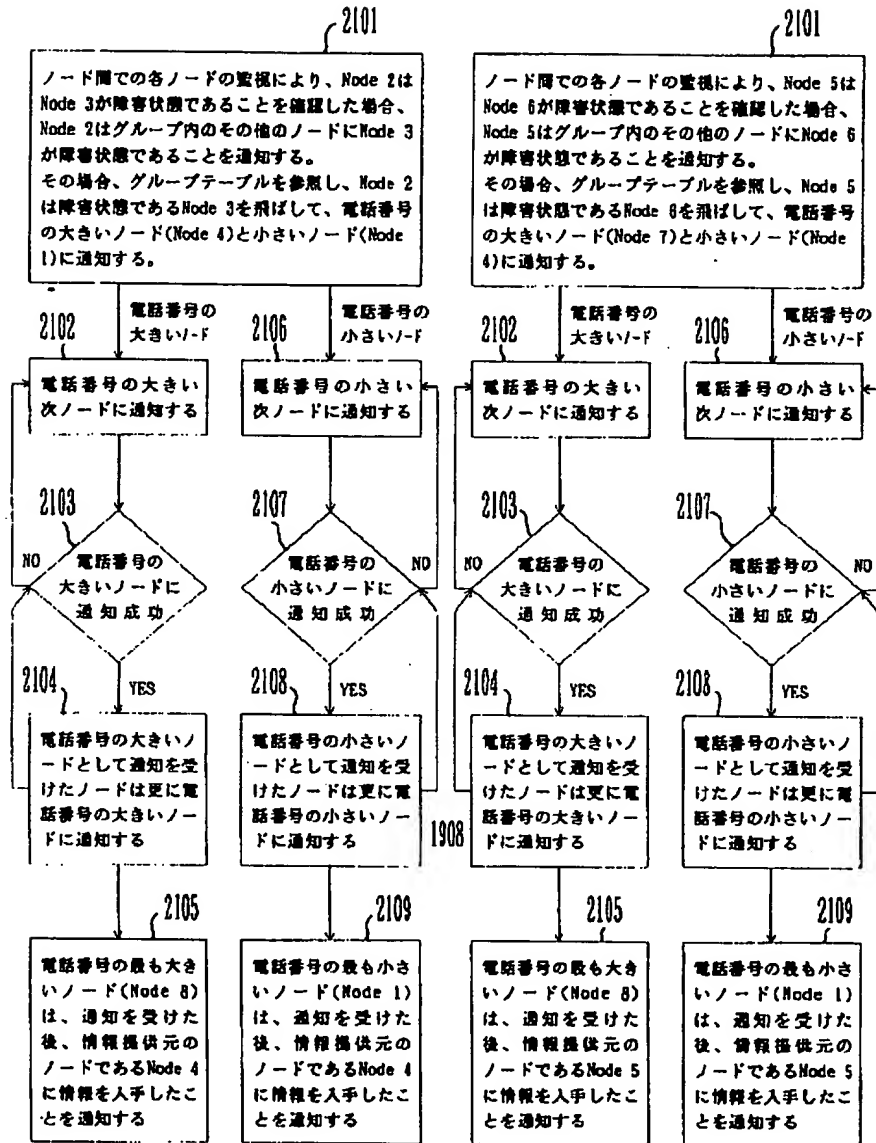 2101
ノード間での各ノードの監視により、Node 2は
Node 3が障害状態であることを確認した場合、
Node 2はグループ内のその他のノードにNode 3
が障害状態であることを通知する。
その場合、グループテーブルを参照し、Node 2
は障害状態であるNode 3を飛ばして、電話番号
の大きいノード(Node 4)と小さいノード(Node
1)に通知する。
電話番号の
大きいノード
電話番号の
小さいノード
2102
電話番号の大きい
次ノードに通知する
2106
電話番号の小さい
次ノードに通知する
2103
電話番号の
大きいノードに
通知成功
NO
YES
2107
電話番号の
小さいノードに
通知成功
NO
YES
2104
電話番号の大きいノ
ードとして通知を受
けたノードは更に電
話番号の大きいノー
ドに通知する
2108
電話番号の小さいノ
ードとして通知を受
けたノードは更に電
話番号の小さいノー
ドに通知する
2105
電話番号の最も大き
いノード(Node 8)
は、通知を受けた
後、情報提供元の
ノードであるNode 4
に情報を入手したこ
とを通知する
2109
電話番号の最も小さ
いノード(Node 1)
は、通知を受けた
後、情報提供元の
ノードであるNode 4
に情報を入手したこ
とを通知する
2101
ノード間での各ノードの監視により、Node 5は
Node 6が障害状態であることを確認した場合、
Node 5はグループ内のその他のノードにNode 6
が障害状態であることを通知する。
その場合、グループテーブルを参照し、Node 5
は障害状態であるNode 6を飛ばして、電話番号
の大きいノード(Node 7)と小さいノード(Node
4)に通知する。
電話番号の
大きいノード
電話番号の
小さいノード
2102
電話番号の大きい
次ノードに通知する
2106
電話番号の小さい
次ノードに通知する
2103
電話番号の
大きいノードに
通知成功
NO
YES
2107
電話番号の
小さいノードに
通知成功
NO
YES
2104
電話番号の大きいノ
ードとして通知を受
けたノードは更に電
話番号の大きいノー
ドに通知する
1908
2108
電話番号の小さいノ
ードとして通知を受
けたノードは更に電
話番号の小さいノー
ドに通知する
2105
電話番号の最も大き
いノード(Node 8)
は、通知を受けた
後、情報提供元の
ノードであるNode 5
に情報を入手したこ
とを通知する
2109
電話番号の最も小さ
いノード(Node 1)
は、通知を受けた
後、情報提供元の
ノードであるNode 5
に情報を入手したこ
とを通知する